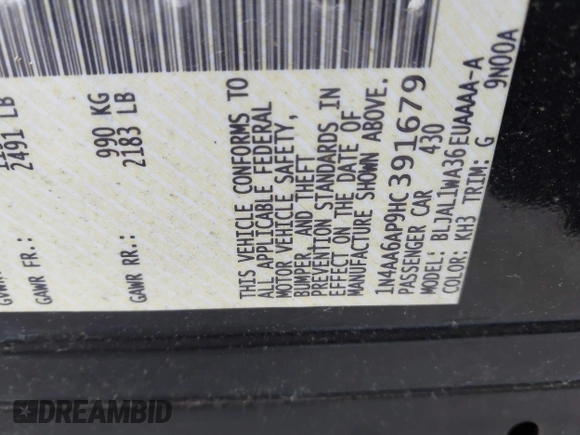 2491 LB
GAWR FR:
990 KG
2183 LB
GAWR RR:
THIS VEHICLE CONFORMS TO
ALL APPLICABLE FEDERAL
MOTOR VEHICLE SAFETY,
BUMPER, AND THEFT
PREVENTION STANDARDS IN
EFFECT ON THE DATE OF
MANUFACTURE SHOWN ABOVE.
1N4AA6AP9HC391679
PASSENGER CAR 430
MODEL: BLJALLWA36EUAAAA-A
COLOR: KH3 TRIM: G 9N00A
DREAMBID